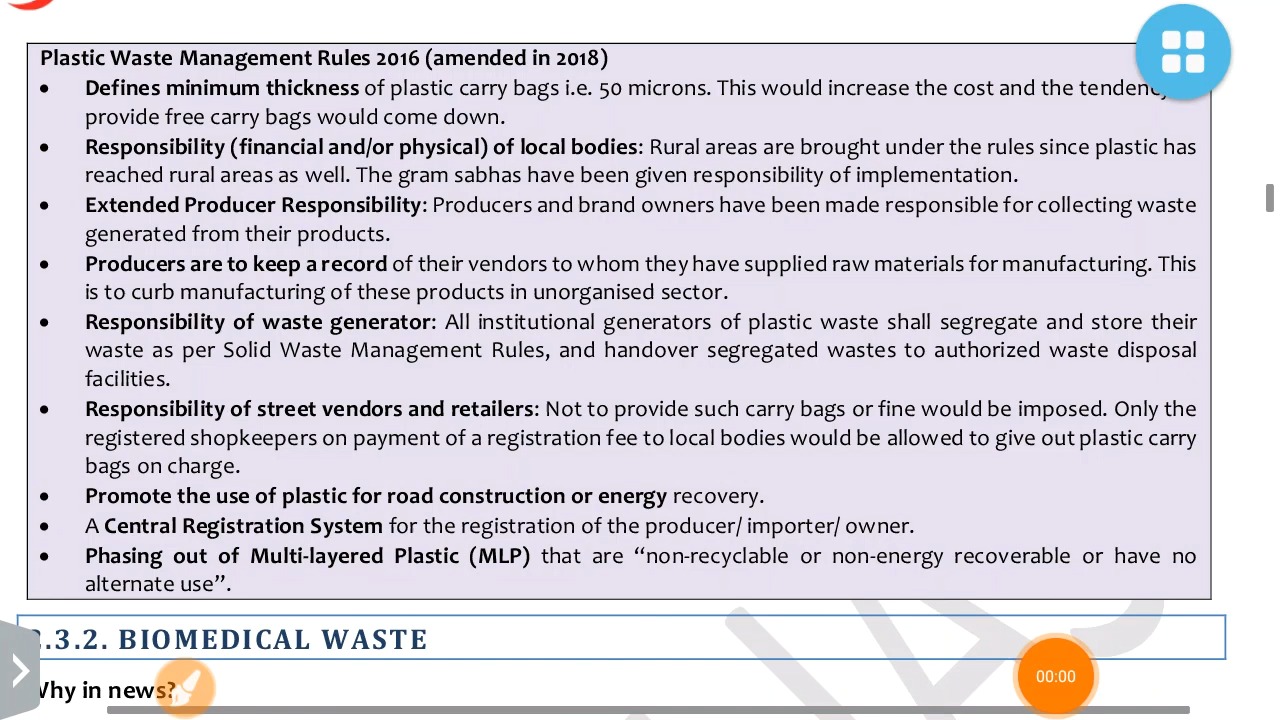 Plastic Waste Management Rules 2016 (amended in 2018)
• Defines minimum thickness of plastic carry bags i.e. 50 microns. This would increase the cost and the
provide free carry bags would come down.
• Responsibility (financial and/or physical) of local bodies: Rural areas are brought under the rules since plastic has
reached rural areas as well. The gram sabhas have been given responsibility of implementation.
• Extended Producer Responsibility: Producers and brand owners have been made responsible for collecting waste
generated from their products.
• Producers are to keep a record of their vendors to whom they have supplied raw materials for manufacturing. This
is to curb manufacturing of these products in unorganised sector.
• Responsibility of waste generator: All institutional generators of plastic waste shall segregate and store their
waste as per Solid Waste Management Rules, and handover segregated wastes to authorized waste disposal
facilities.
• Responsibility of street vendors and retailers: Not to provide such carry bags or fine would be imposed. Only the
registered shopkeepers on payment of a registration fee to local bodies would be allowed to give out plastic carry
bags on charge.
• Promote the use of plastic for road construction or energy recovery.
• A Central Registration System for the registration of the producer/ importer/ owner.
• Phasing out of Multi-layered Plastic (MLP) that are “non-recyclable or non-energy recoverable or have no
alternate use”.
.3.2. BIOMEDICAL WASTE
in news?
00:00